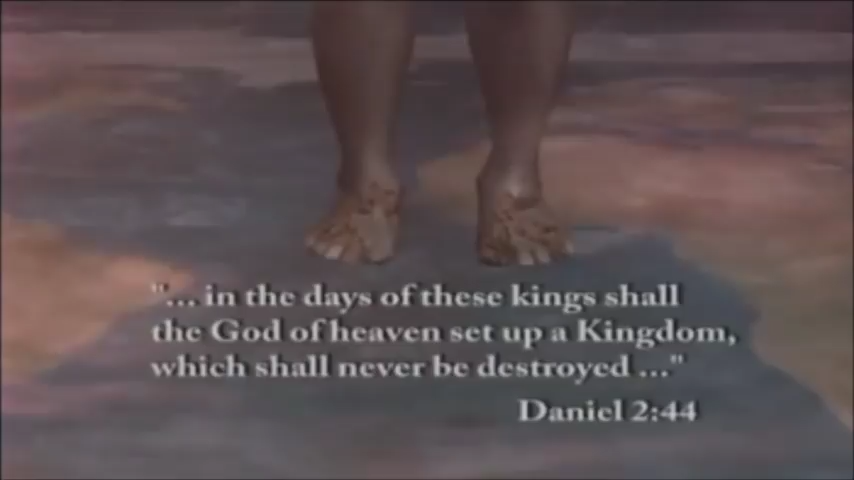 "... in the days of these kings shall
the God of heaven set up a Kingdom,
which shall never be destroyed ..."
Daniel 2:44